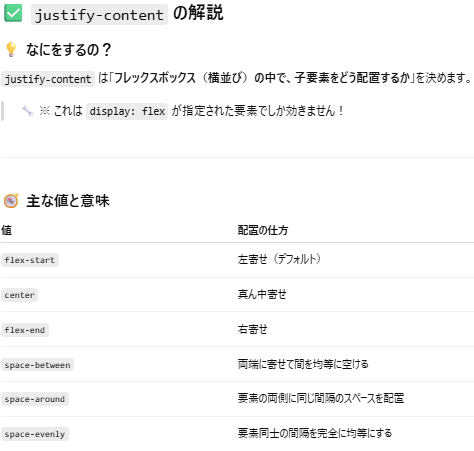 ✅ justify-content の解説
💡 なにをするの？
justify-content は「フレックスボックス（横並び）の中で、子要素をどう配置するか」を決めます。
🔧 ※ これは display: flex が指定された要素でしか効きません！
🧭 主な値と意味
値 配置の仕方
flex-start 左寄せ（デフォルト）
center 真ん中寄せ
flex-end 右寄せ
space-between 両端に寄せて間を均等に空ける
space-around 要素の両側に同じ間隔のスペースを配置
space-evenly 要素同士の間隔を完全に均等にする